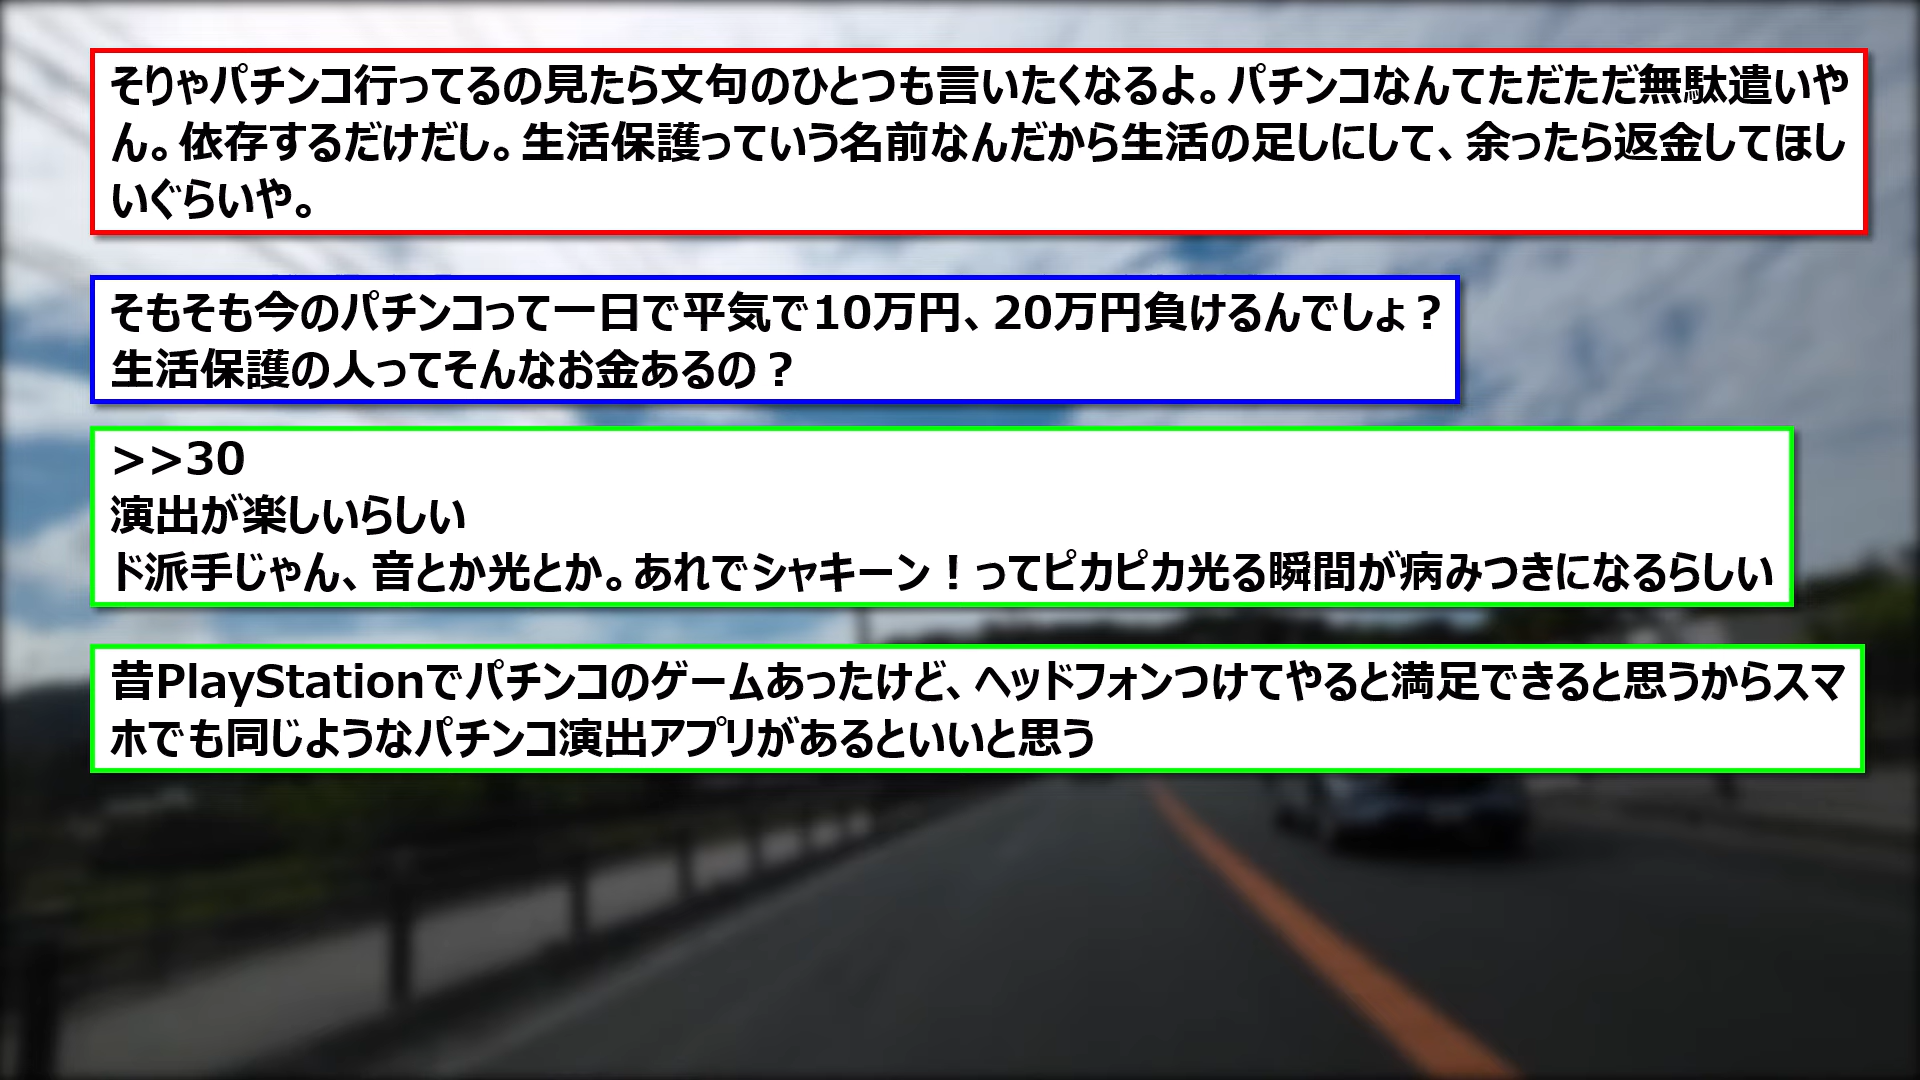 そりゃパチンコ行ってるの見たら文句のひとつも言いたくなるよ。パチンコなんてただただ無駄遣いや
ん。依存するだけだし。生活保護っていう名前なんだから生活の足しにして、余ったら返金してほし
いぐらいや。
そもそも今のパチンコって一日で平気で10万円、20万円負けるんでしょ？
生活保護の人ってそんなお金あるの？
>>30
演出が楽しいらしい
ド派手じゃん、音とか光とか。あれでシャキーン！ってピカピカ光る瞬間が病みつきになるらしい
昔PlayStationでパチンコのゲームあったけど、ヘッドフォンつけてやると満足できると思うからスマ
ホでも同じようなパチンコ演出アプリがあるといいと思う